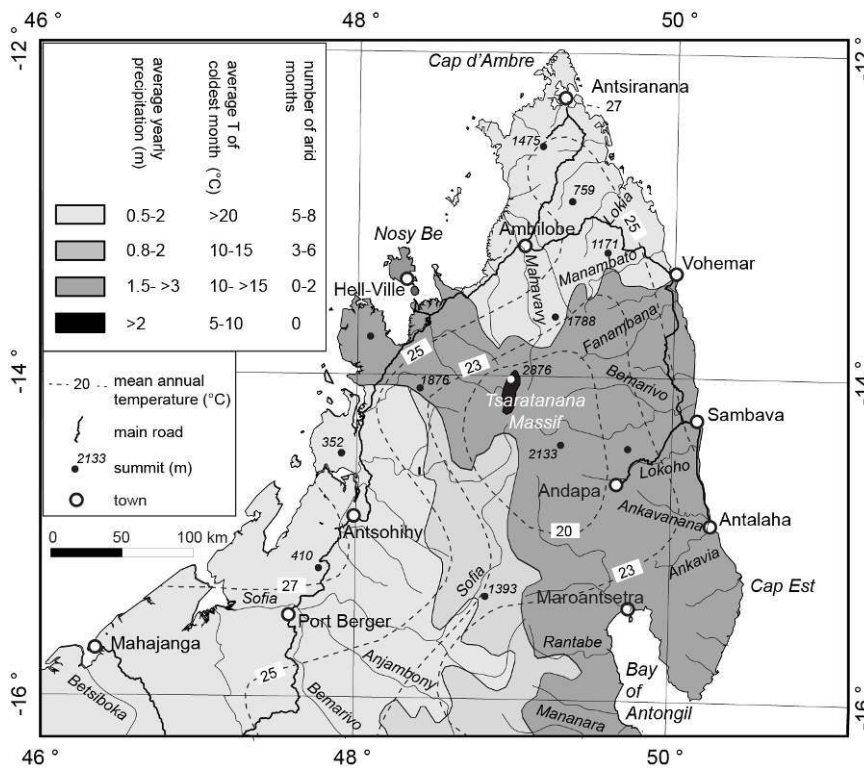 46 °
48 °
50 °
-12 °
-12 °
average yearly
precipitation (m)
average T of
coldest month (°C)
number of arid
months
0.5-2 >20 5-8
0.8-2 10-15 3-6
1.5- >3 10- >15 0-2
>2 5-10 0
- 20 - mean annual
temperature (°C)
main road
2133 summit (m)
town
0 50 100 km
Cap d'Ambre
Antsiranana
27
1475
759
Lokia
25
Nosy Be
Ambilobe
1171
Manambato
Vohemar
Hell-Ville
Mahavavy
1788
Fanambana
25
23
-14 °
-14 °
1876
2876
Bemarivo
Tsaratanana
Massif
Sambava
352
2133
Lokoho
Andapa
Ankavanana
Antalaha
Antsohihy
20
Ankavia
410
23
Cap Est
27
Sofia
Sofia
1393
Maroantsetra
Port Berger
Mahajanga
Rantabe
Anjambony
Bay
of
Antongil
25
Betsiboka
Bemarivo
Mananara
-16 °
-16 °
46 °
48 °
50 °